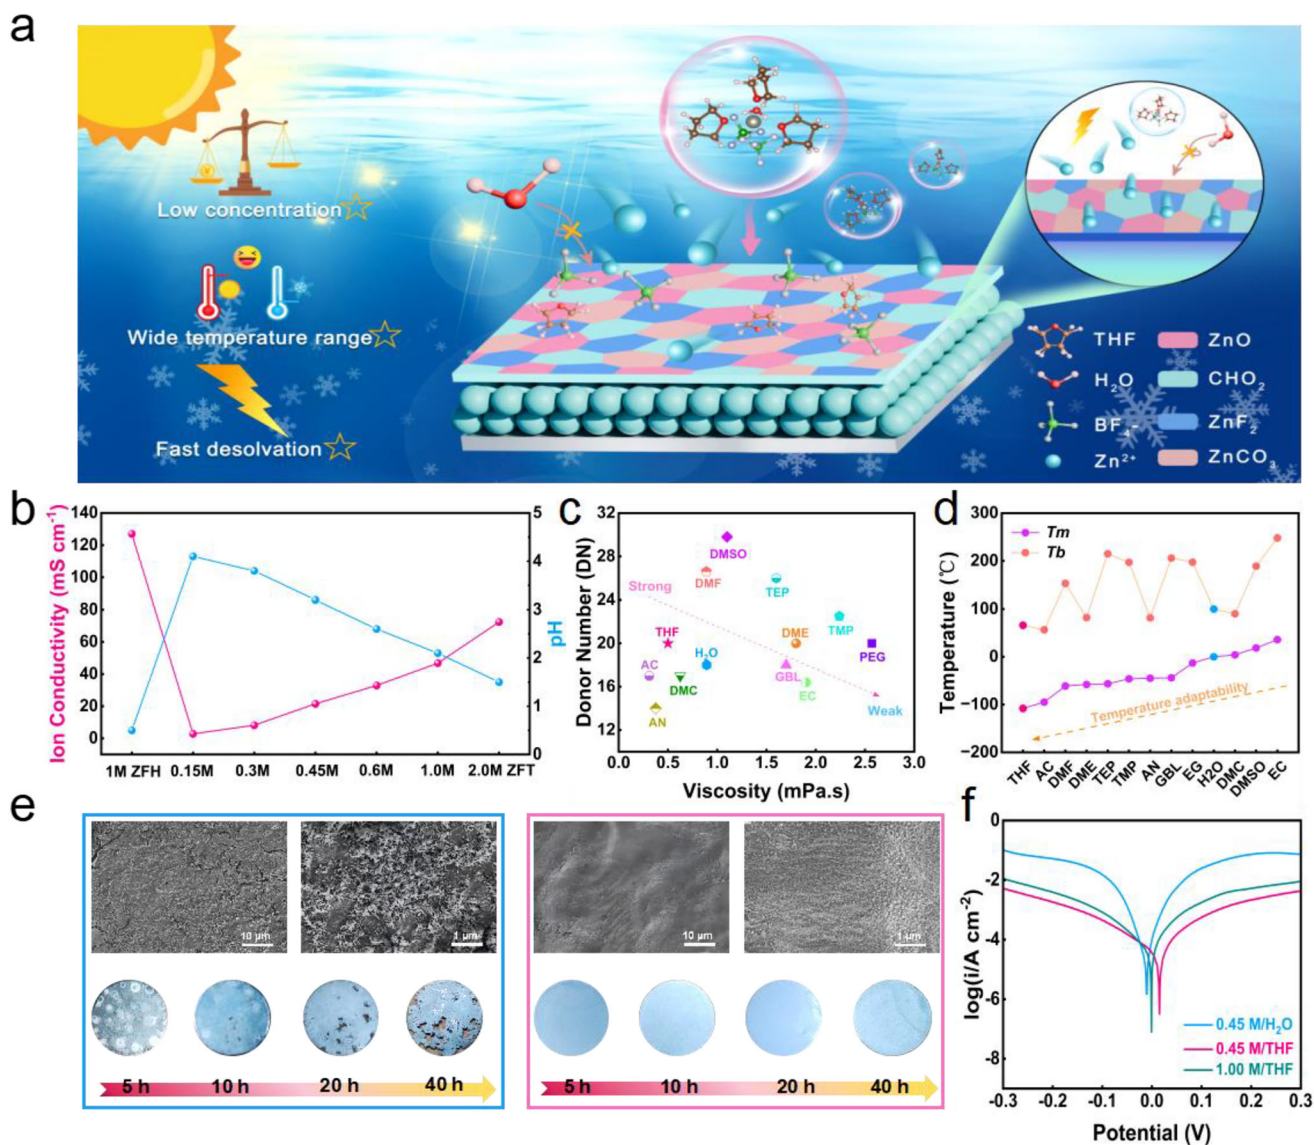 a
Low concentration
Wide temperature range
Fast desolvation
THF
ZnO
H₂O
CHO₂
BF₄-
ZnF₂
Zn²⁺
ZnCO₃
b
Ion Conductivity (mS cm⁻¹)
140
120
100
80
60
40
20
0
5
4
3
2
1
0
pH
1M ZFH
0.15M
0.3M
0.45M
0.6M
1.0M
2.0M ZFT
c
Donor Number (DN)
32
28
24
20
16
12
DMSO
DMF
TEP
Strong
TMP
THF
H₂O
DME
PEG
AC
DMC
GBL
EC
AN
Weak
0.0
0.5
1.0
1.5
2.0
2.5
3.0
Viscosity (mPa.s)
d
Temperature (℃)
300
200
100
0
−100
−200
Tm
Tb
Temperature adaptability
THF
AC
DMF
DME
TEP
TMP
AN
GBL
EG
H2O
DMC
DMSO
EC
e
10 μm
1 μm
5 h
10 h
20 h
40 h
10 μm
1 μm
5 h
10 h
20 h
40 h
f
log(i/A cm⁻²)
0
-2
-4
-6
-8
0.45 M/H₂O
0.45 M/THF
1.00 M/THF
-0.3
-0.2
-0.1
0.0
0.1
0.2
0.3
Potential (V)